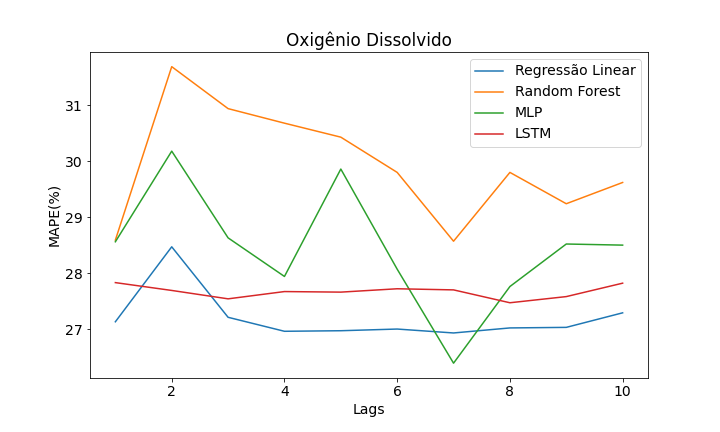 Oxigênio Dissolvido
Regressão Linear
Random Forest
MLP
LSTM
MAPE(%)
31
30
29
28
27
2 4 6 8 10
Lags